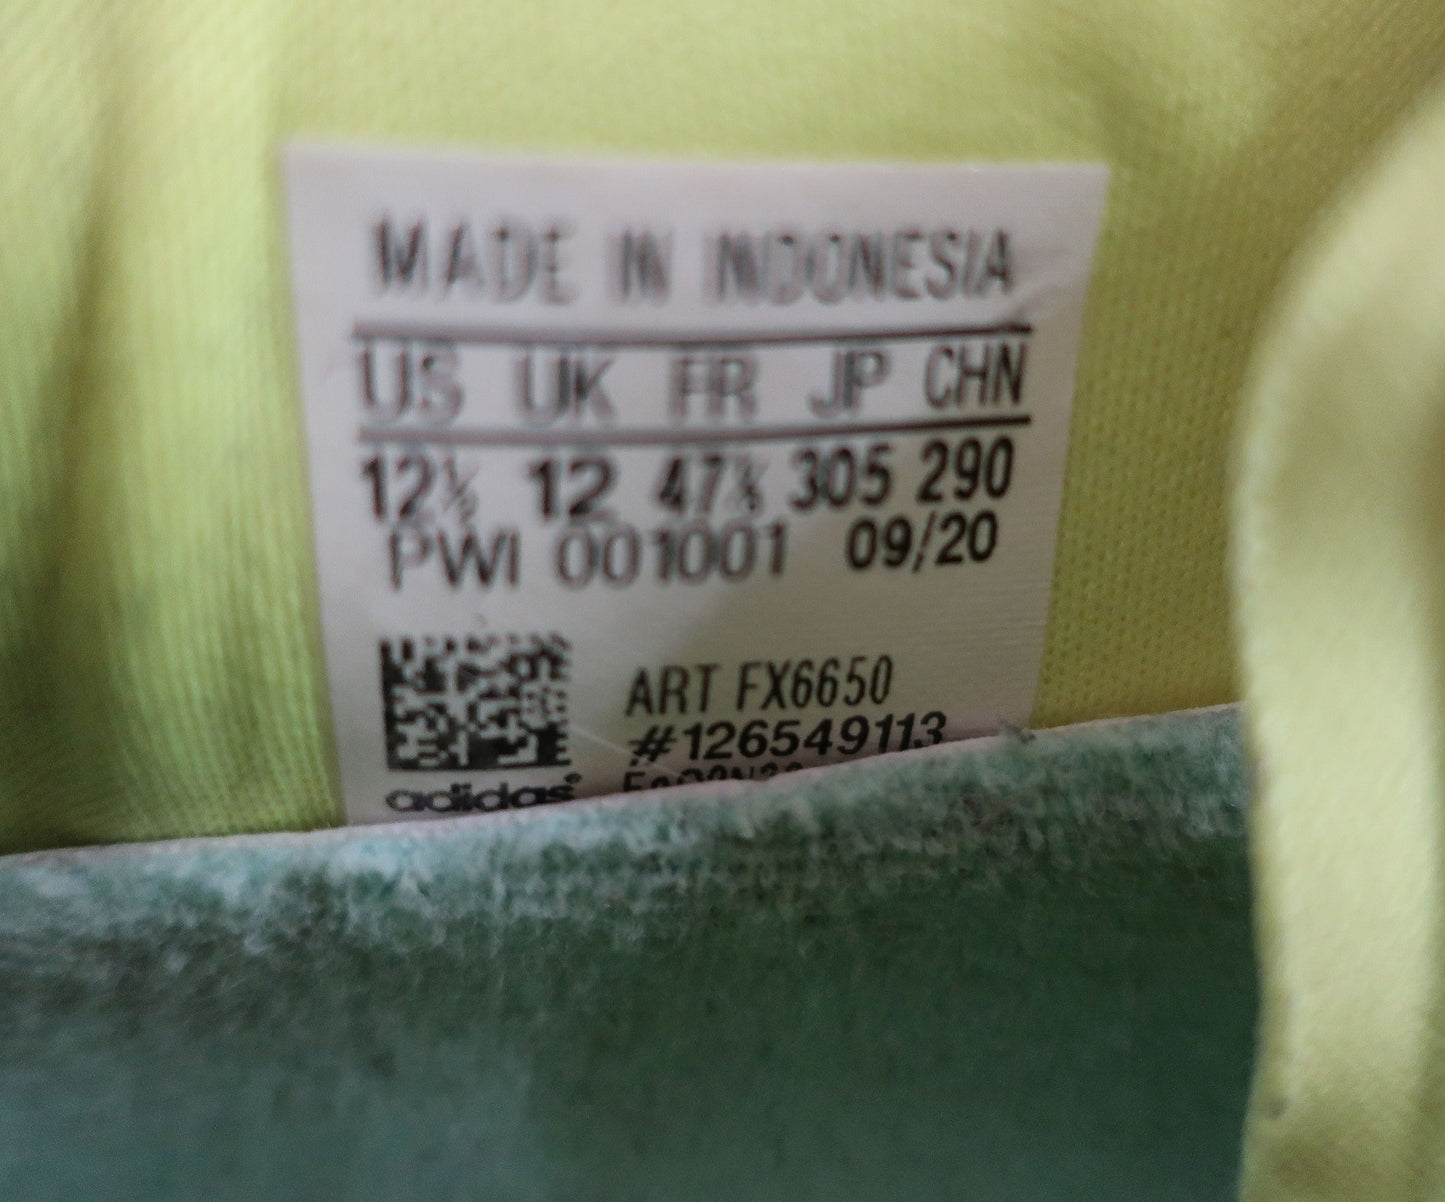 MADE IN INDONESIA
US UK FR JP CHN
12½ 12 47⅓ 305 290
PWI 001001 09/20
ART FX6650
#126549113
adidas